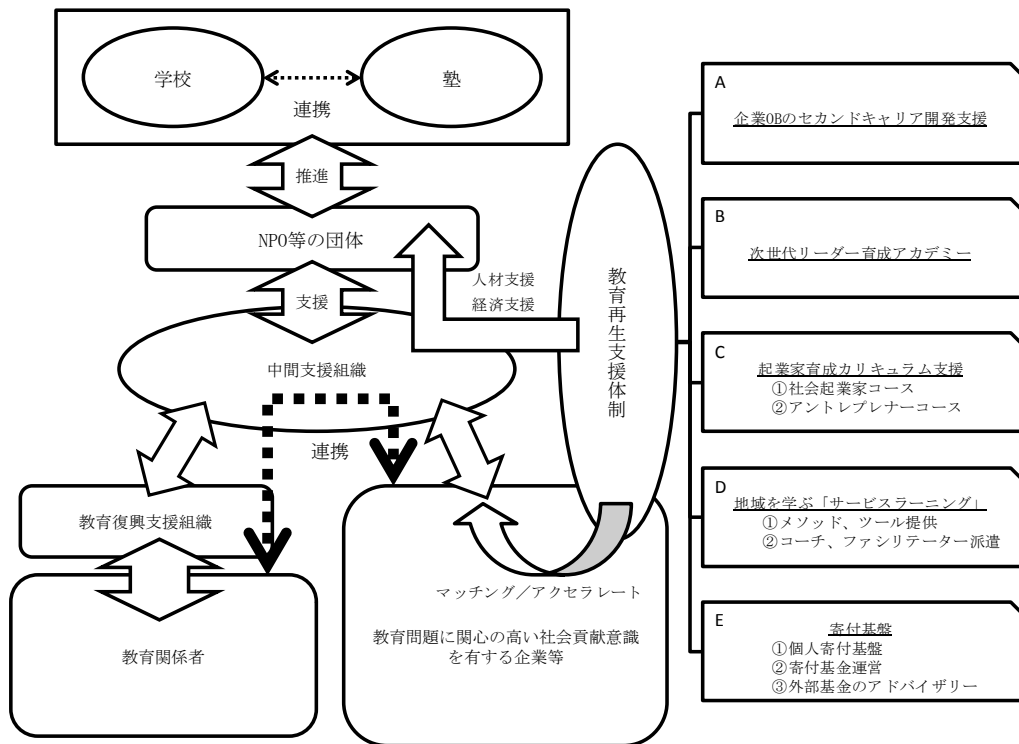 学校
塾
連携
推進
NPO等の団体
人材支援
経済支援
支援
中間支援組織
連携
教育復興支援組織
教育関係者
マッチング／アクセラレート
教育問題に関心の高い社会貢献意識
を有する企業等
教育再生支援体制
A
企業OBのセカンドキャリア開発支援
B
次世代リーダー育成アカデミー
C
起業家育成カリキュラム支援
①社会起業家コース
②アントレプレナーコース
D
地域を学ぶ「サービスラーニング」
①メソッド、ツール提供
②コーチ、ファシリテーター派遣
E
寄付基盤
①個人寄付基盤
②寄付基金運営
③外部基金のアドバイザリー